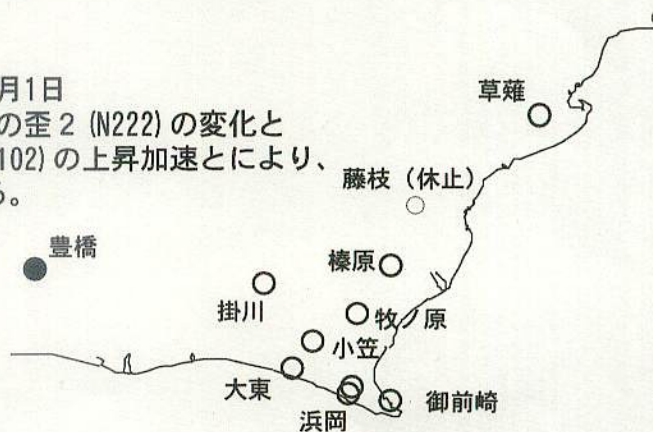 月1日
の歪2(N222)の変化と
102)の上昇加速とにより、
る。
草薙
藤枝(休止)
豊橋
榛原
掛川
牧ノ原
小笠
大東
御前崎
浜岡